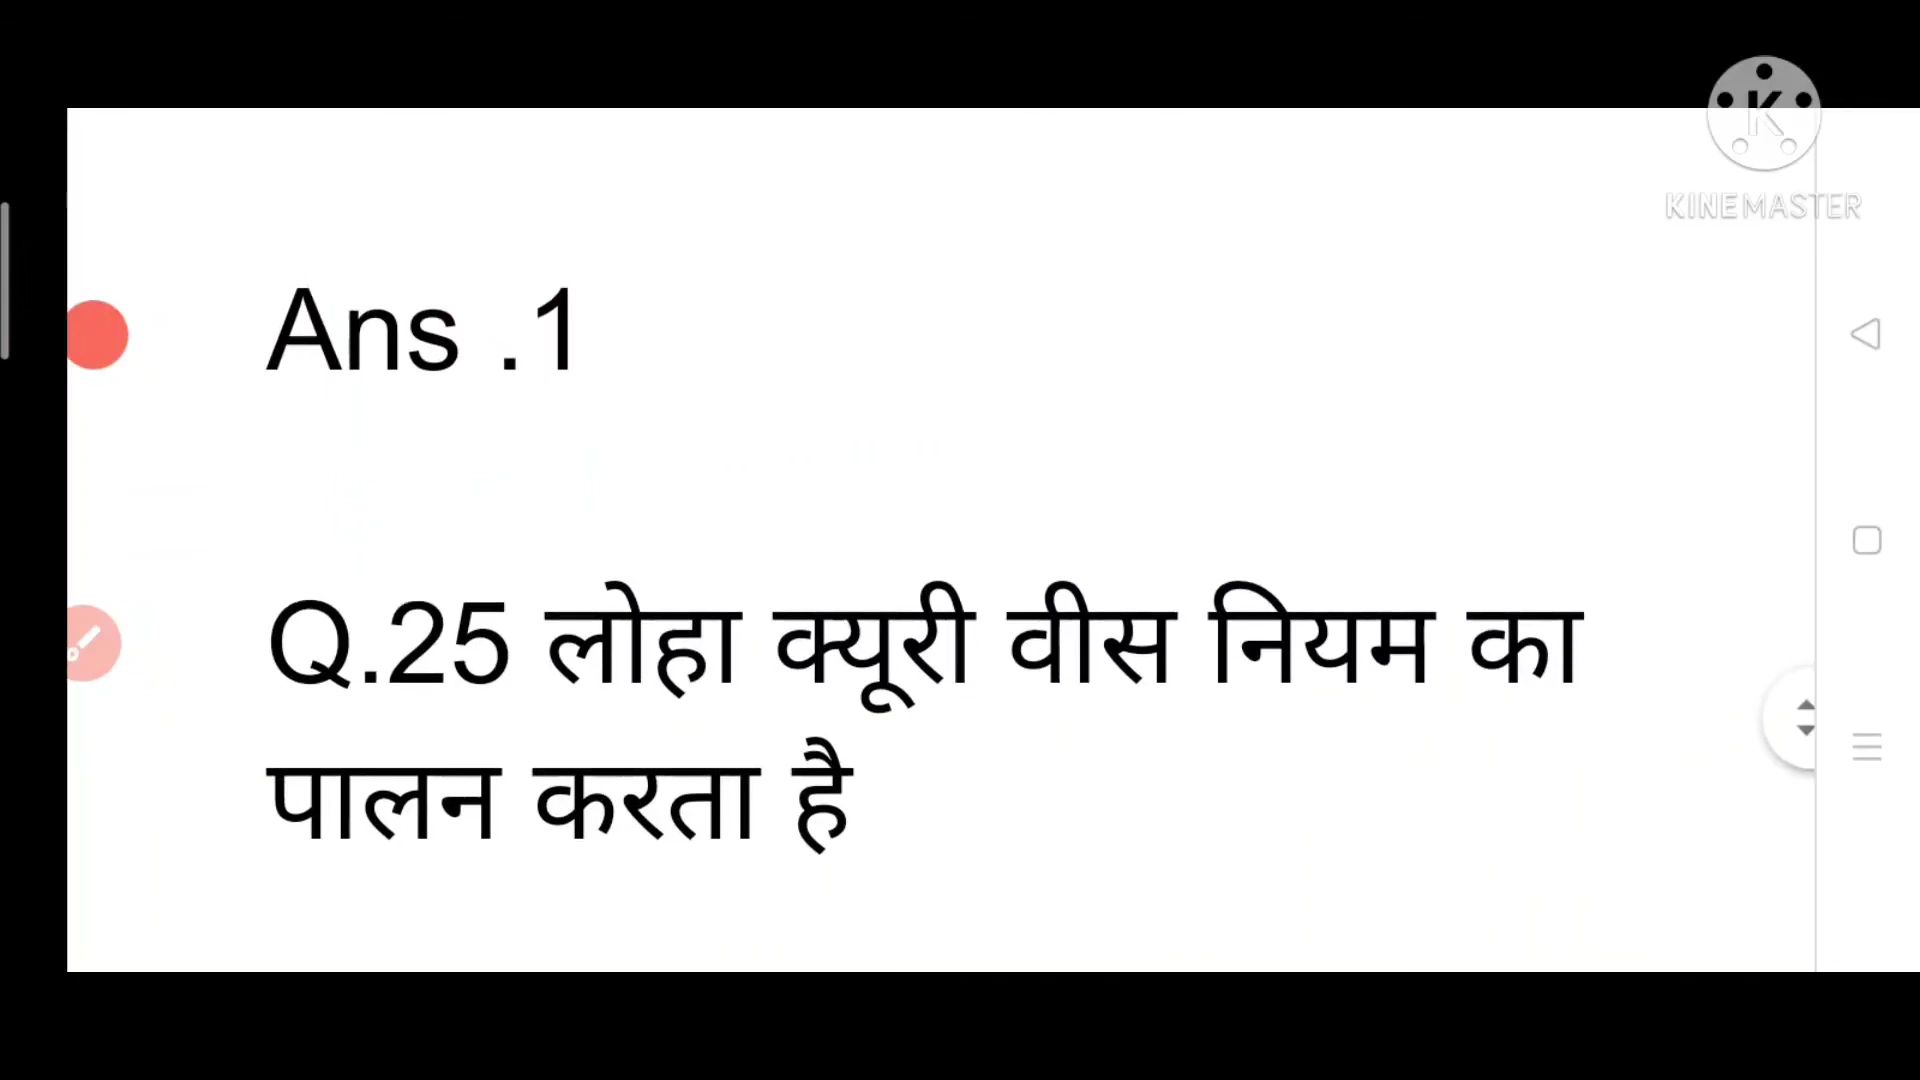 K
KINEMASTER
Ans .1
Q.25 लोहा क्यूरी वीस नियम का
पालन करता है